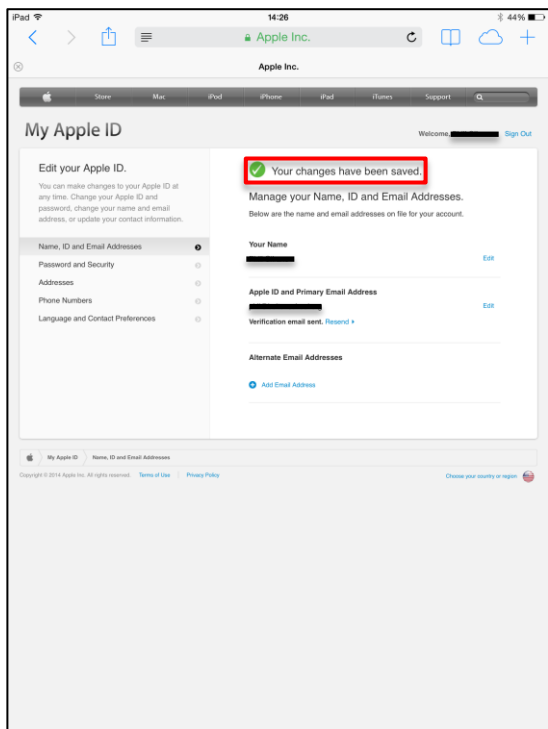 iPad 14:26 44%
Apple Inc.
Apple Inc.
Store Mac iPod iPhone iPad iTunes Support
My Apple ID
Welcome, Sign Out
Edit your Apple ID.
You can make changes to your Apple ID at
any time. Change your Apple ID and
password, change your name and email
address, or update your contact information.
Name, ID and Email Addresses
Password and Security
Addresses
Phone Numbers
Language and Contact Preferences
Your changes have been saved.
Manage your Name, ID and Email Addresses.
Below are the name and email addresses on file for your account.
Your Name
Edit
Apple ID and Primary Email Address
Edit
Verification email sent. Resend
Alternate Email Addresses
Add Email Address
My Apple ID Name, ID and Email Addresses
Copyright © 2014 Apple Inc. All rights reserved. Terms of Use | Privacy Policy
Choose your country or region